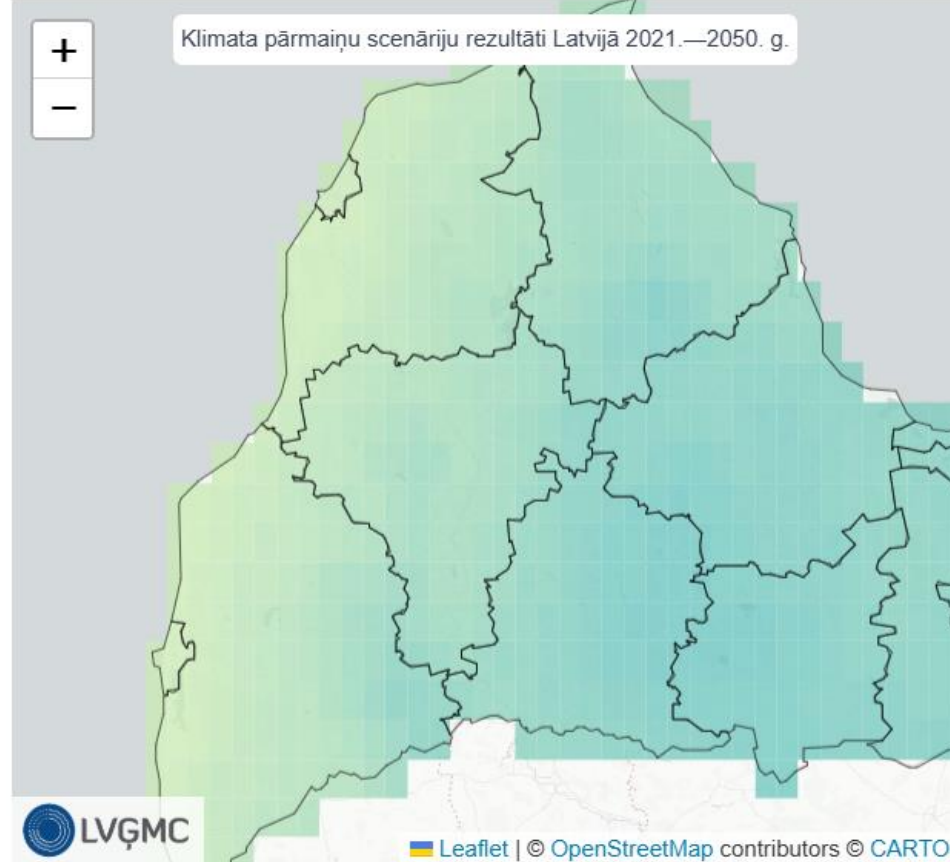 +
Klimata pārmaiņu scenāriju rezultāti Latvijā 2021.—2050. g.
−
LVĢMC
Leaflet | © OpenStreetMap contributors © CARTO